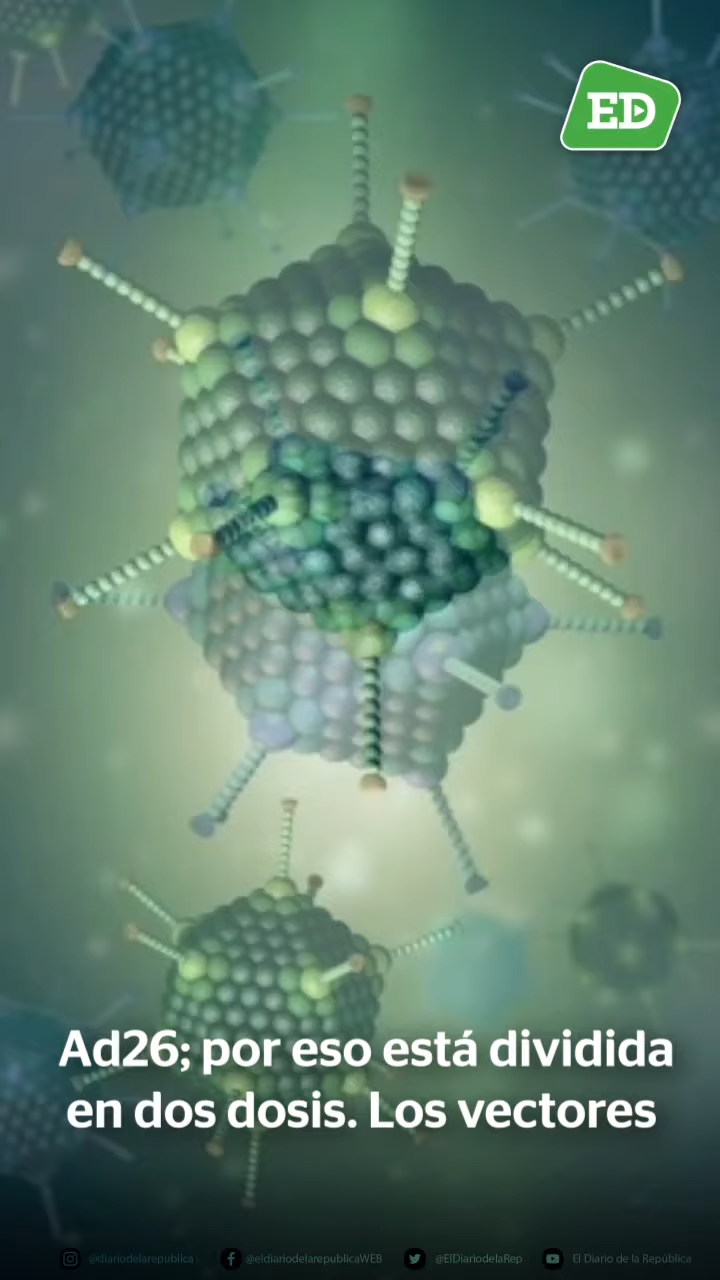 ED
Ad26; por eso está dividida
en dos dosis. Los vectores
@diariodelarepublica @eldiariodelarepublicaWEB @ElDiariodelaRep El Diario de la República